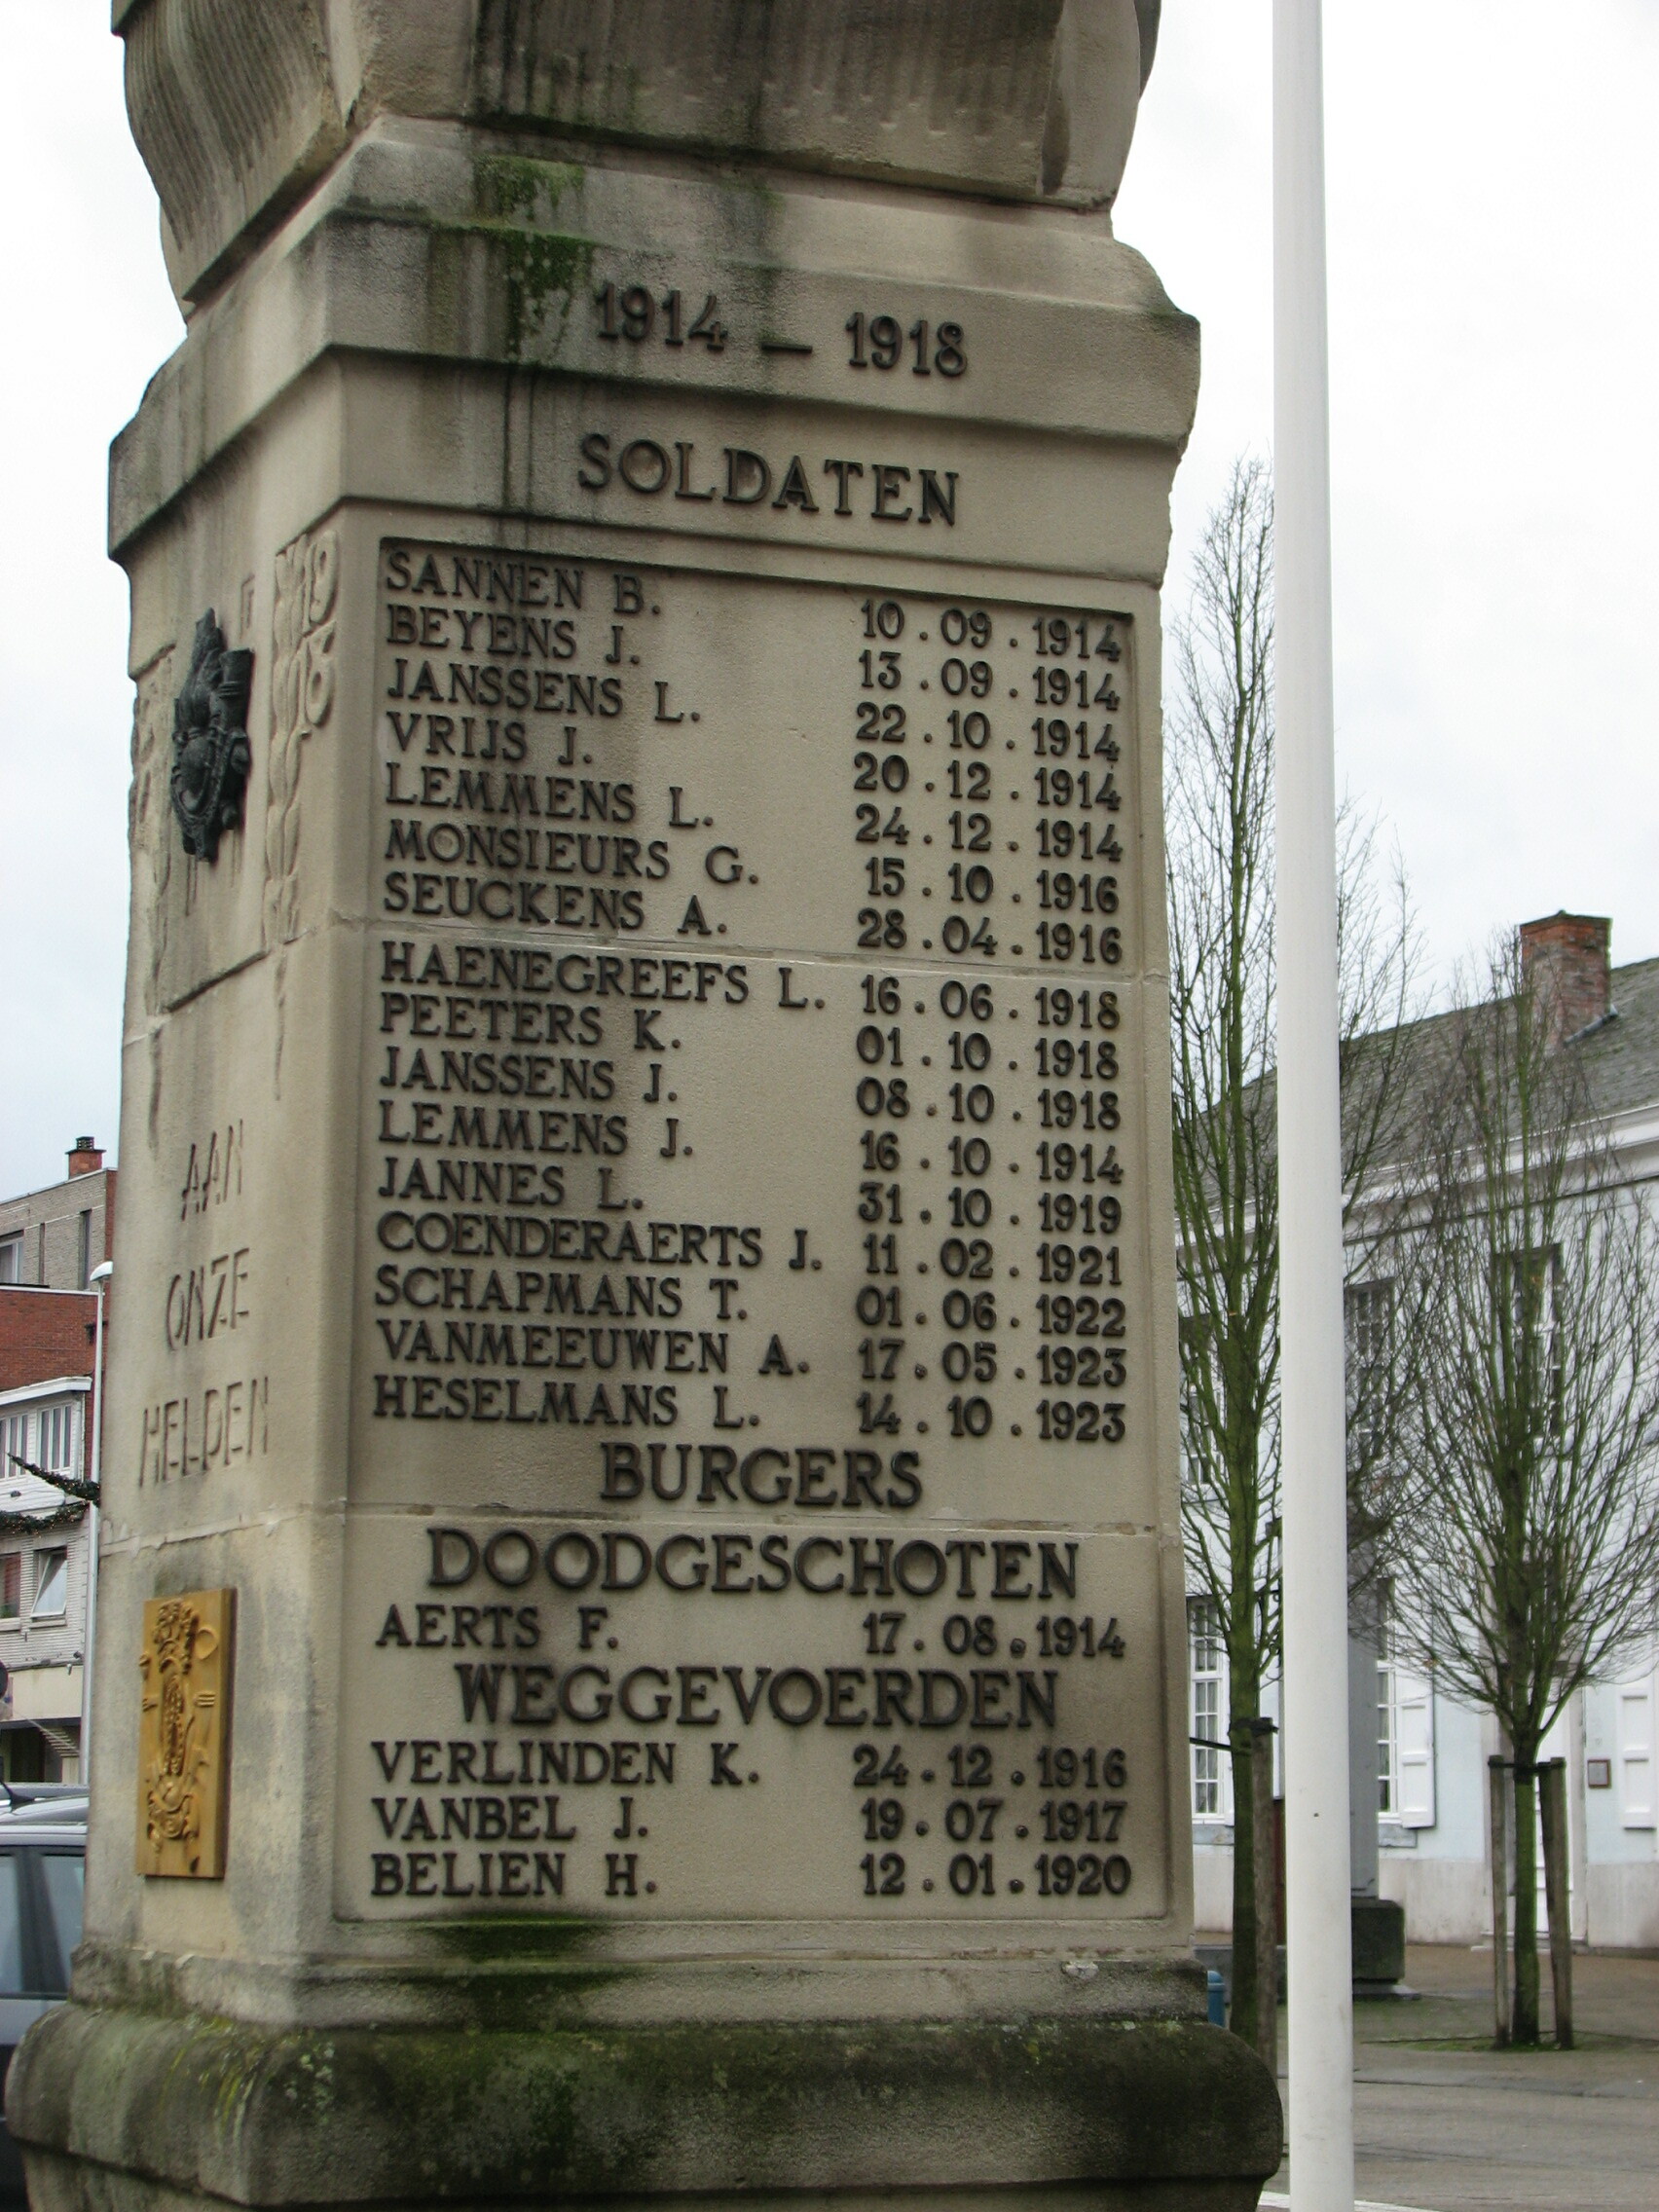 1914 – 1918
SOLDATEN
SANNEN B. 10.09.1914
BEYENS J. 13.09.1914
JANSSENS L. 22.10.1914
VRIJS J. 20.12.1914
LEMMENS L. 24.12.1914
MONSIEURS G. 15.10.1916
SEUCKENS A. 28.04.1916
HAENEGREEFS L. 16.06.1918
PEETERS K. 01.10.1918
JANSSENS J. 08.10.1918
LEMMENS J. 16.10.1914
JANNES L. 31.10.1919
COENDERAERTS J. 11.02.1921
SCHAPMANS T. 01.06.1922
VANMEEUWEN A. 17.05.1923
HESELMANS L. 14.10.1923
BURGERS
DOODGESCHOTEN
AERTS F. 17.08.1914
WEGGEVOERDEN
VERLINDEN K. 24.12.1916
VANBEL J. 19.07.1917
BELIEN H. 12.01.1920
AAN
ONZE
HELDEN